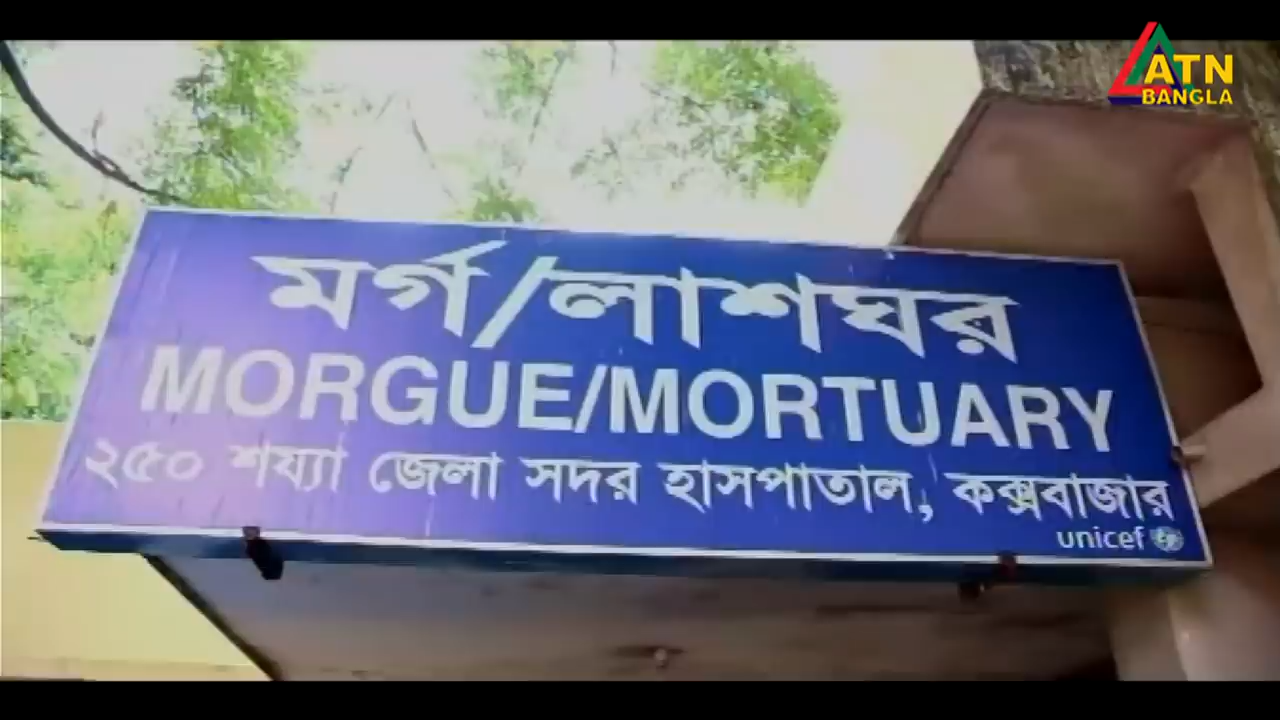 ATN
BANGLA
মর্গ/লাশঘর
MORGUE/MORTUARY
২৫০ শয্যা জেলা সদর হাসপাতাল, কক্সবাজার
unicef